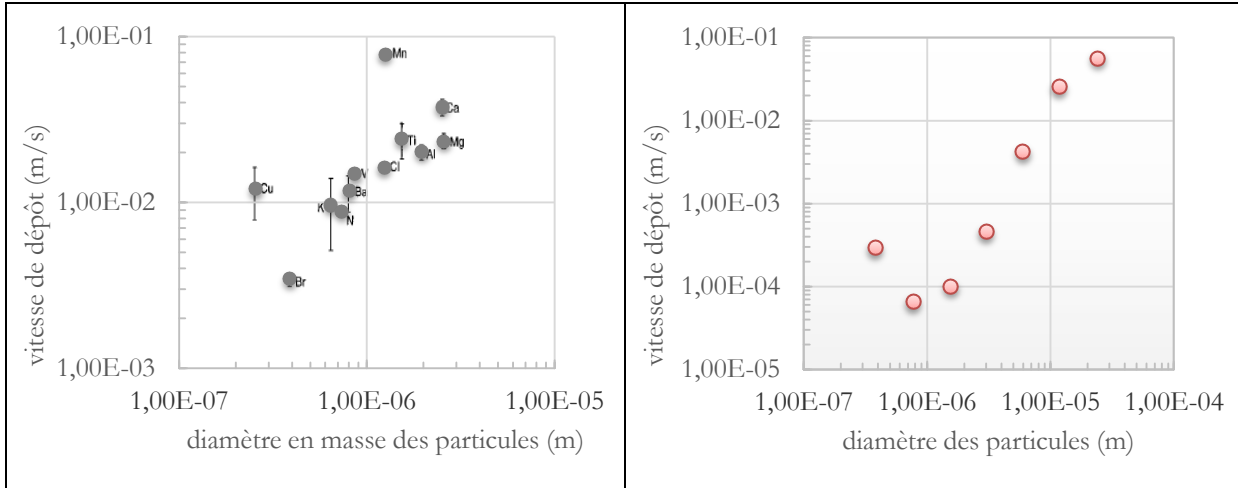 1,00E-01
1,00E-02
1,00E-03
vitesse de dépôt (m/s)
Mn
Ca
Ti
Mg
Al
Cl
V
Ba
Cu
K
N
Br
1,00E-07 1,00E-06 1,00E-05
diamètre en masse des particules (m)
1,00E-01
1,00E-02
1,00E-03
1,00E-04
1,00E-05
vitesse de dépôt (m/s)
1,00E-07 1,00E-06 1,00E-05 1,00E-04
diamètre des particules (m)